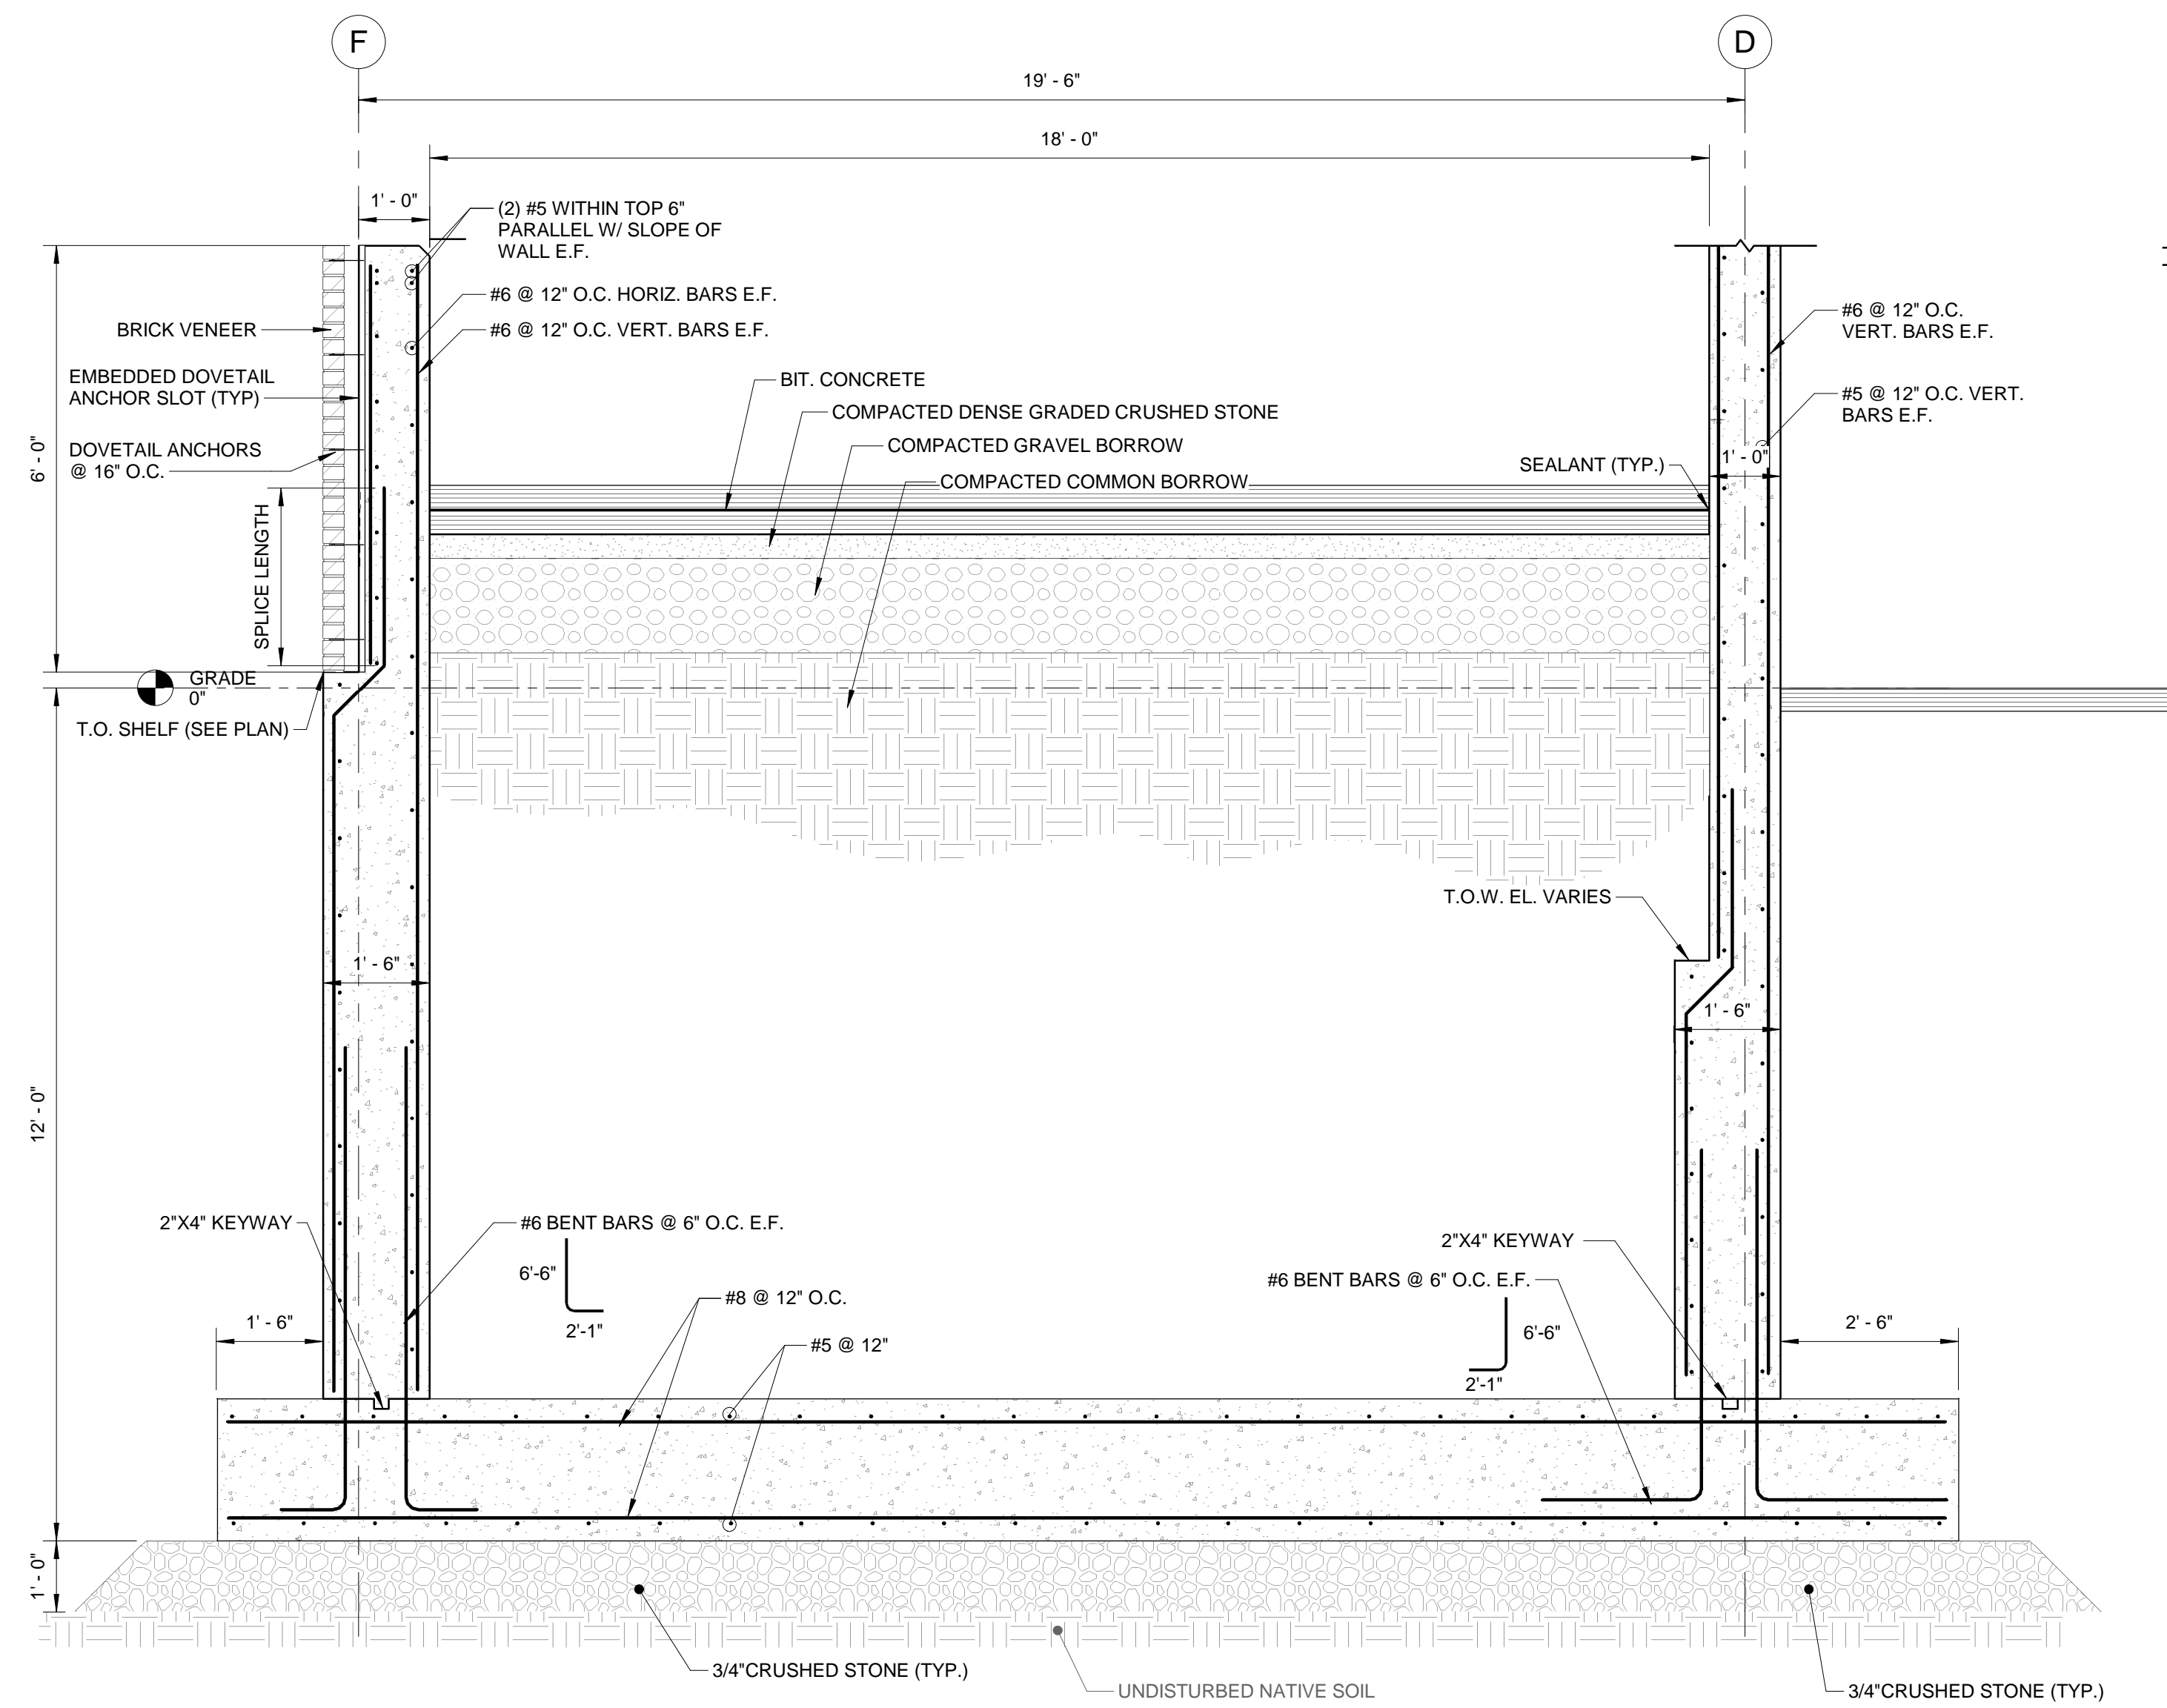 F
D
19' - 6"
18' - 0"
1' - 0"
(2) #5 WITHIN TOP 6"
PARALLEL W/ SLOPE OF
WALL E.F.
#6 @ 12" O.C. HORIZ. BARS E.F.
#6 @ 12" O.C. VERT. BARS E.F.
BRICK VENEER
EMBEDDED DOVETAIL
ANCHOR SLOT (TYP)
DOVETAIL ANCHORS
@ 16" O.C.
6' - 0"
SPLICE LENGTH
BIT. CONCRETE
COMPACTED DENSE GRADED CRUSHED STONE
COMPACTED GRAVEL BORROW
COMPACTED COMMON BORROW
SEALANT (TYP.)
#6 @ 12" O.C.
VERT. BARS E.F.
#5 @ 12" O.C. VERT.
BARS E.F.
1' - 0"
GRADE
0"
T.O. SHELF (SEE PLAN)
T.O.W. EL. VARIES
1' - 6"
1' - 6"
12' - 0"
2"X4" KEYWAY
#6 BENT BARS @ 6" O.C. E.F.
6'-6"
2'-1"
#8 @ 12" O.C.
#5 @ 12"
2"X4" KEYWAY
#6 BENT BARS @ 6" O.C. E.F.
6'-6"
2'-1"
1' - 6"
2' - 6"
1' - 0"
3/4"CRUSHED STONE (TYP.)
UNDISTURBED NATIVE SOIL
3/4"CRUSHED STONE (TYP.)